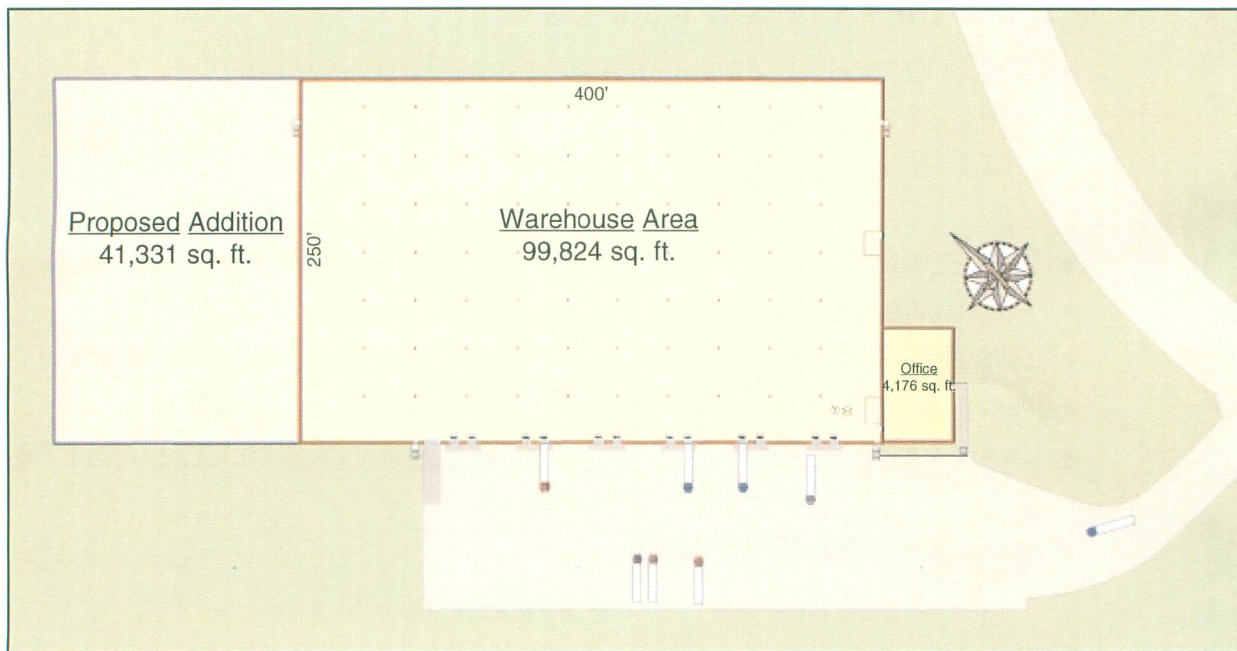 400'
Proposed Addition
41,331 sq. ft.
250'
Warehouse Area
99,824 sq. ft.
Office
4,176 sq. ft.